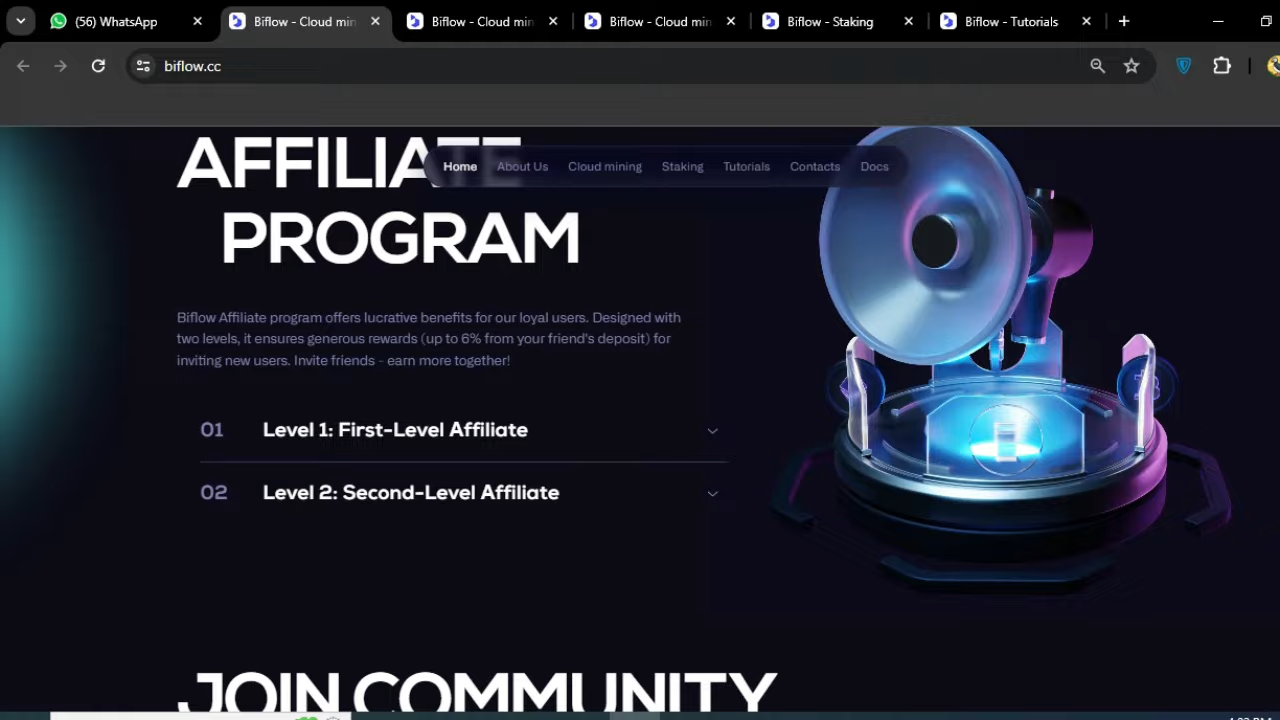 (56) WhatsApp
Biflow - Cloud min
Biflow - Cloud min
Biflow - Cloud min
Biflow - Staking
Biflow - Tutorials
biflow.cc
Home About Us Cloud mining Staking Tutorials Contacts Docs
AFFILIATE
PROGRAM
Biflow Affiliate program offers lucrative benefits for our loyal users. Designed with
two levels, it ensures generous rewards (up to 6% from your friend's deposit) for
inviting new users. Invite friends - earn more together!
01 Level 1: First-Level Affiliate
02 Level 2: Second-Level Affiliate
JOIN COMMUNITY